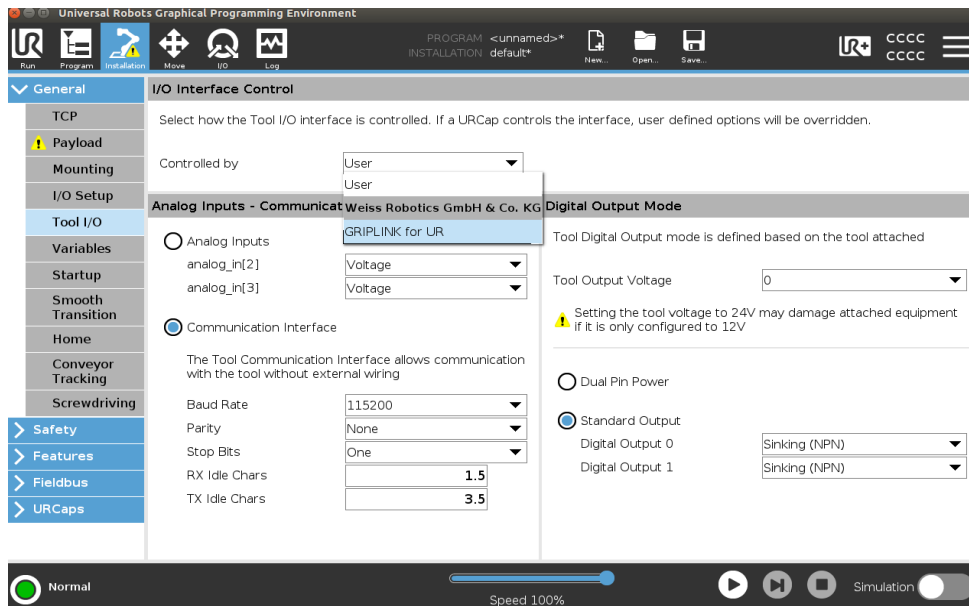 Universal Robots Graphical Programming Environment
PROGRAM <unnamed>*
INSTALLATION default*
UR
Run
Program
Installation
Move
I/O
Log
New...
Open...
Save...
UR+
CCCC
CCCC
General
TCP
Payload
Mounting
I/O Setup
Tool I/O
Variables
Startup
Smooth
Transition
Home
Conveyor
Tracking
Screwdriving
Safety
Features
Fieldbus
URCaps
I/O Interface Control
Select how the Tool I/O interface is controlled. If a URCap controls the interface, user defined options will be overridden.
Controlled by
User
User
Weiss Robotics GmbH & Co. KG
GRIPLINK for UR
Analog Inputs - Communicat
Analog Inputs
analog_in[2]
Voltage
analog_in[3]
Voltage
Communication Interface
The Tool Communication Interface allows communication
with the tool without external wiring
Baud Rate
115200
Parity
None
Stop Bits
One
RX Idle Chars
1.5
TX Idle Chars
3.5
Digital Output Mode
Tool Digital Output mode is defined based on the tool attached
Tool Output Voltage
0
Setting the tool voltage to 24V may damage attached equipment
if it is only configured to 12V
Dual Pin Power
Standard Output
Digital Output 0
Sinking (NPN)
Digital Output 1
Sinking (NPN)
Normal
Speed 100%
Simulation